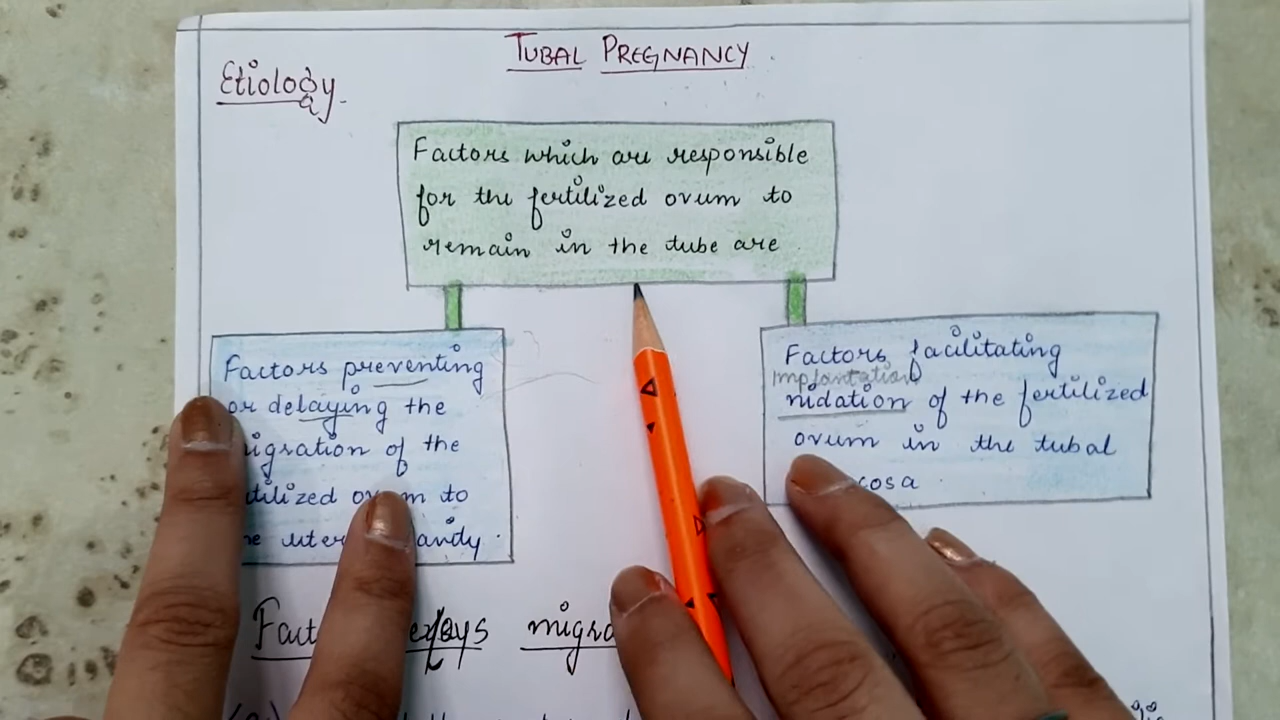 TUBAL PREGNANCY
Etiology.
Factors which are responsible
for the fertilized ovum to
remain in the tube are
Factors preventing
or delaying the
of the
to
Factors facilitating
Implantation
nidation of the fertilized
ovum in the tubal